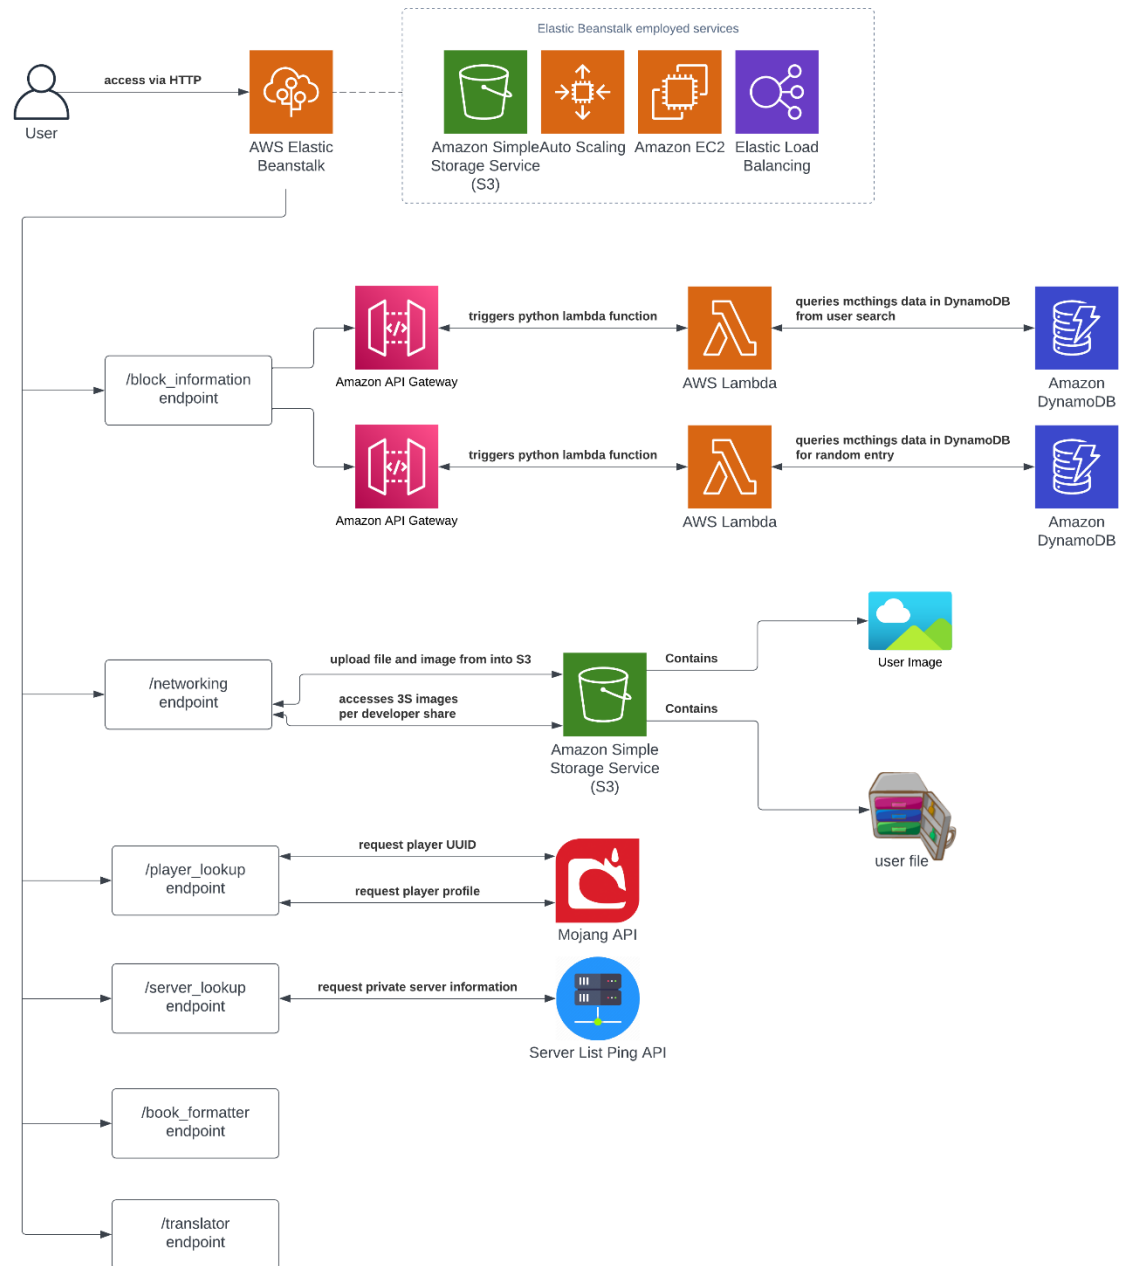 Elastic Beanstalk employed services
access via HTTP
User
AWS Elastic
Beanstalk
Amazon Simple
Storage Service
(S3)
Auto Scaling
Amazon EC2
Elastic Load
Balancing
/block_information
endpoint
Amazon API Gateway
triggers python lambda function
AWS Lambda
queries mcthings data in DynamoDB
from user search
Amazon
DynamoDB
Amazon API Gateway
triggers python lambda function
AWS Lambda
queries mcthings data in DynamoDB
for random entry
Amazon
DynamoDB
/networking
endpoint
upload file and image from into S3
accesses 3S images
per developer share
Amazon Simple
Storage Service
(S3)
Contains
User Image
Contains
user file
/player_lookup
endpoint
request player UUID
request player profile
Mojang API
/server_lookup
endpoint
request private server information
Server List Ping API
/book_formatter
endpoint
/translator
endpoint